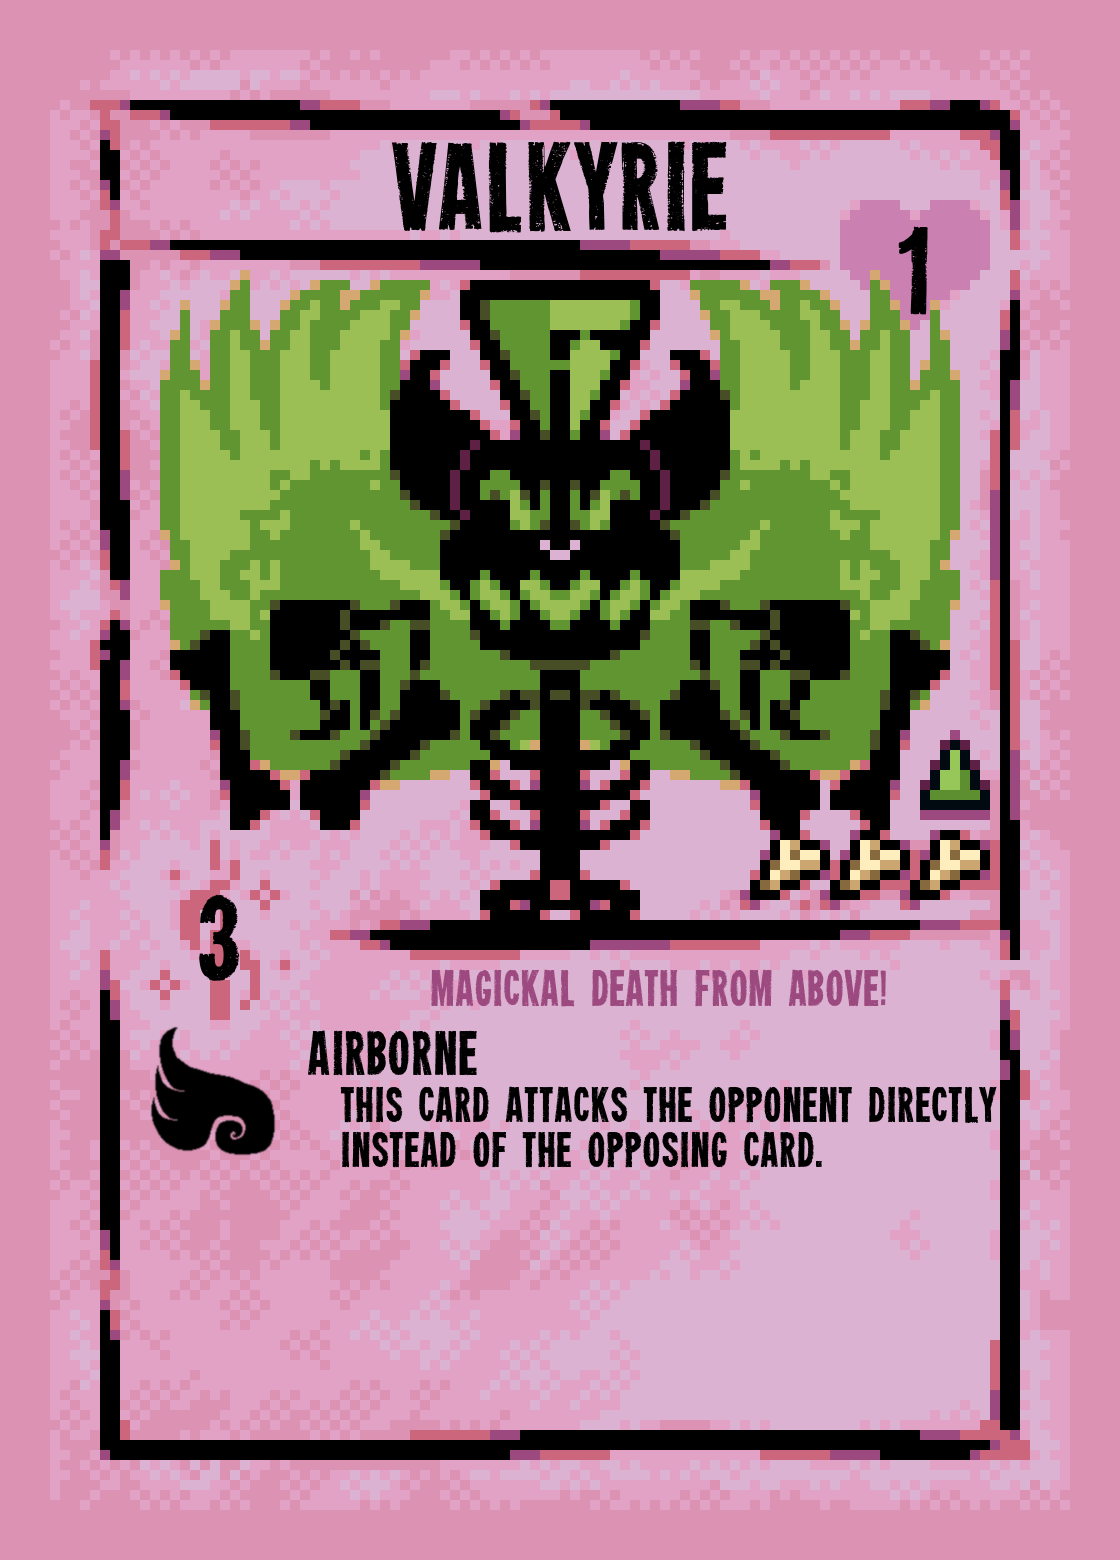 VALKYRIE
1
3
MAGICKAL DEATH FROM ABOVE!
AIRBORNE
THIS CARD ATTACKS THE OPPONENT DIRECTLY
INSTEAD OF THE OPPOSING CARD.